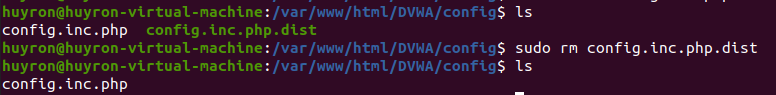 huyron@huyron-virtual-machine:/var/www/html/DVWA/config$ ls
config.inc.php  config.inc.php.dist
huyron@huyron-virtual-machine:/var/www/html/DVWA/config$ sudo rm config.inc.php.dist
huyron@huyron-virtual-machine:/var/www/html/DVWA/config$ ls
config.inc.php